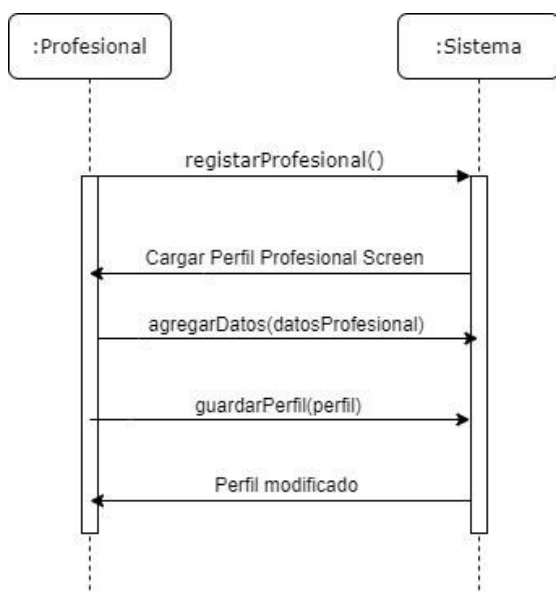 :Profesional
:Sistema
registarProfesional()
Cargar Perfil Profesional Screen
agregarDatos(datosProfesional)
guardarPerfil(perfil)
Perfil modificado